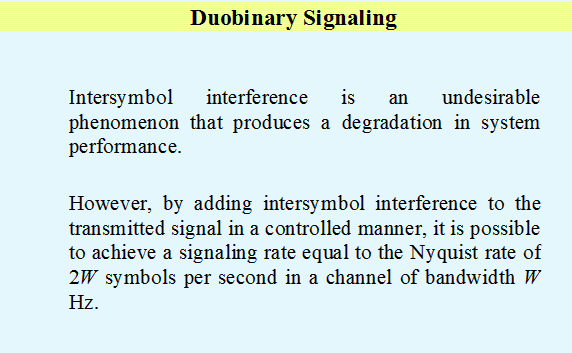 Duobinary Signaling
Intersymbol interference is an undesirable
phenomenon that produces a degradation in system
performance.
However, by adding intersymbol interference to the
transmitted signal in a controlled manner, it is possible
to achieve a signaling rate equal to the Nyquist rate of
2W symbols per second in a channel of bandwidth W
Hz.